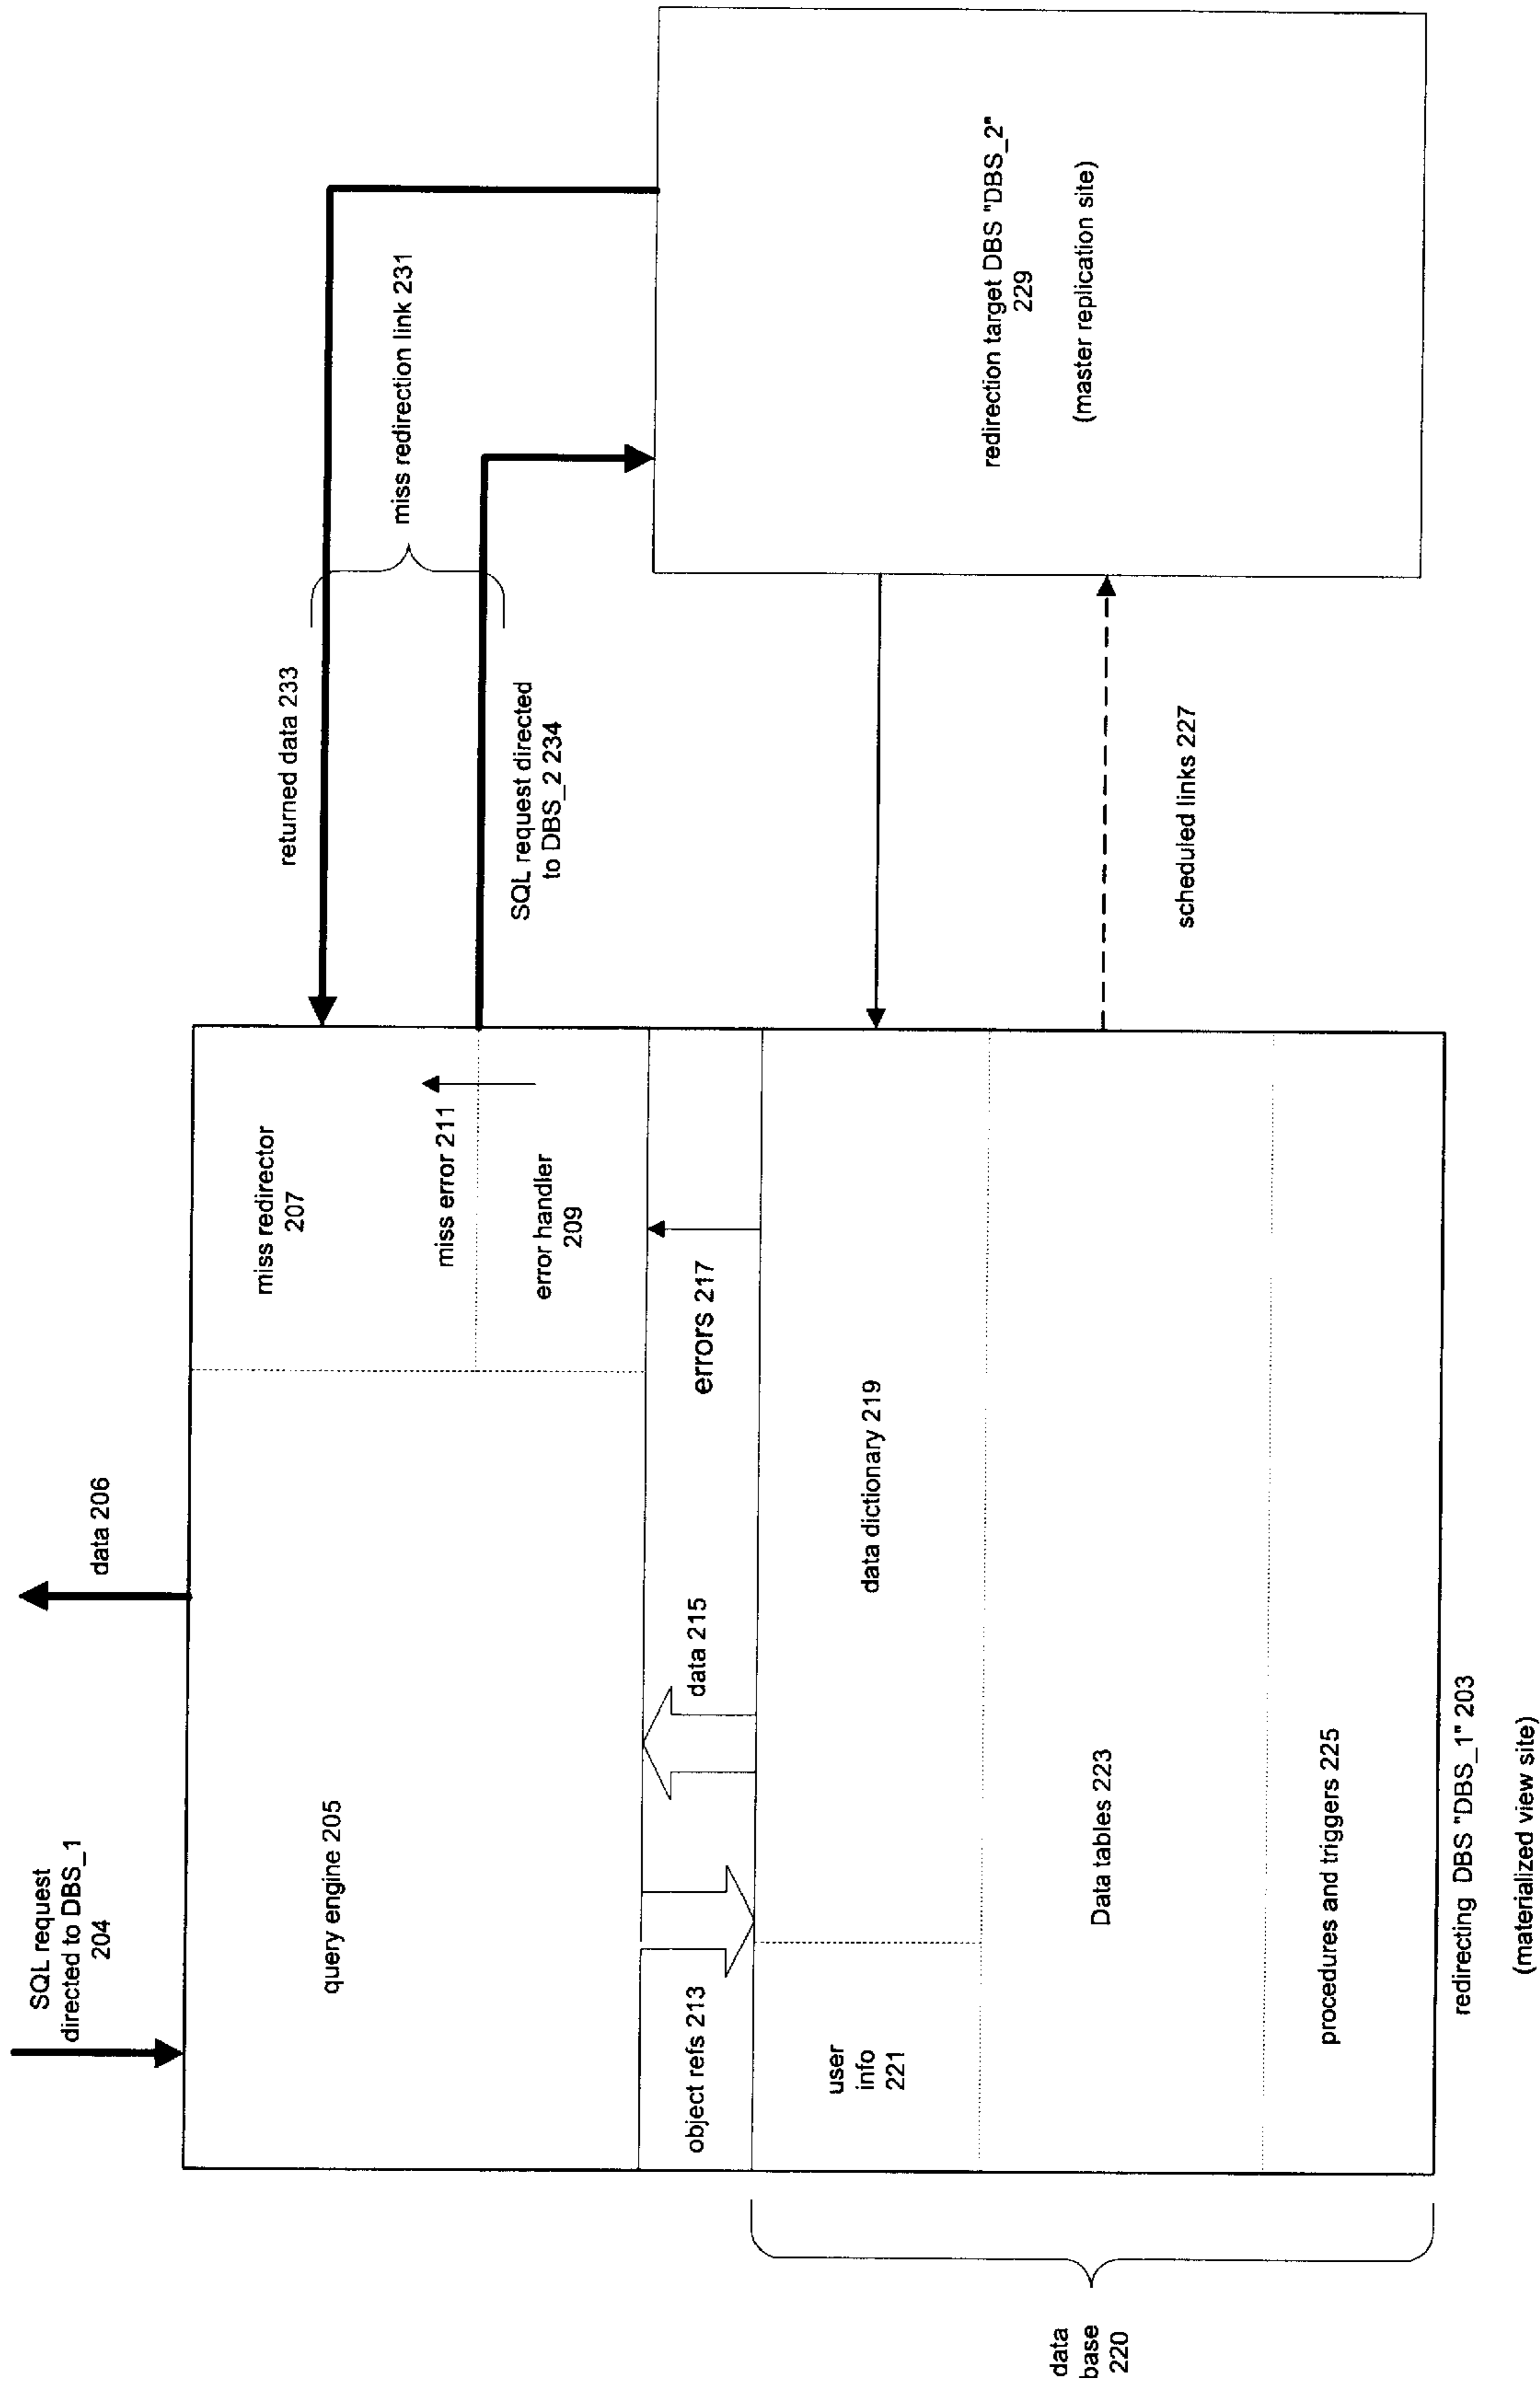 SQL request
directed to DBS_1
204
data 206
query engine 205
miss redirector
207
miss error 211
error handler
209
returned data 233
miss redirection link 231
SQL request directed
to DBS_2 234
object refs 213
data 215
errors 217
user
info
221
data dictionary 219
Data tables 223
procedures and triggers 225
data
base
220
scheduled links 227
redirection target DBS "DBS_2"
229
(master replication site)
redirecting DBS "DBS_1" 203
(materialized view site)